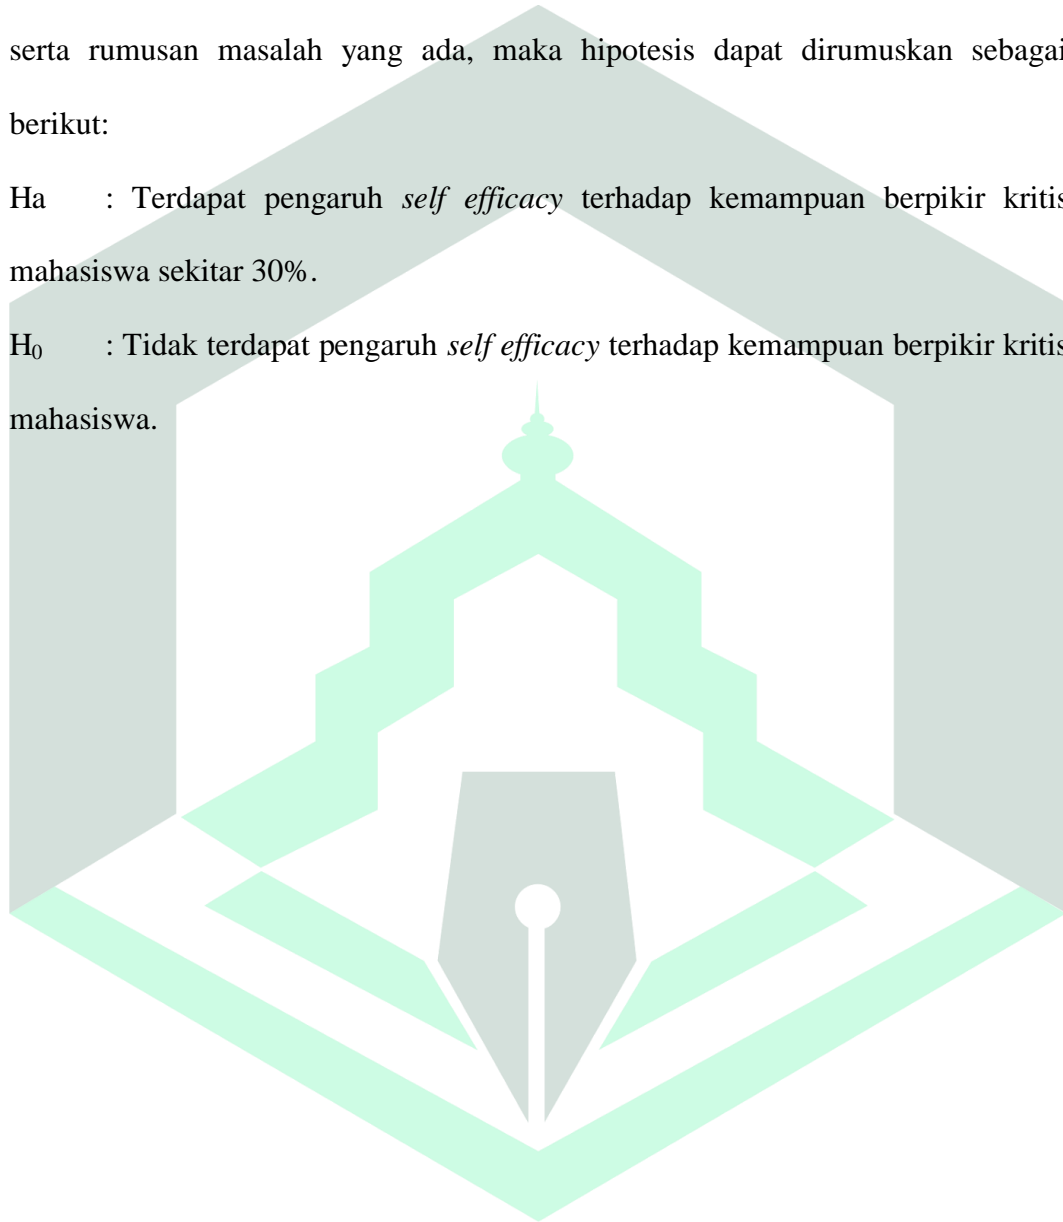 serta rumusan masalah yang ada, maka hipotesis dapat dirumuskan sebagai
berikut:
Ha : Terdapat pengaruh self efficacy terhadap kemampuan berpikir kritis
mahasiswa sekitar 30%.
H₀ : Tidak terdapat pengaruh self efficacy terhadap kemampuan berpikir kritis
mahasiswa.